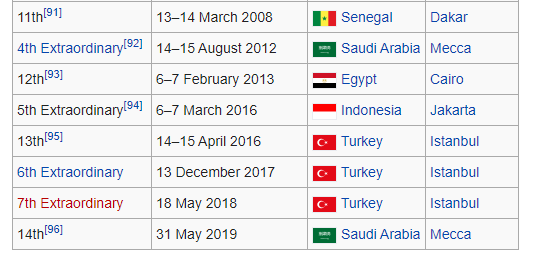 11th[91] 13–14 March 2008 Senegal Dakar
4th Extraordinary[92] 14–15 August 2012 Saudi Arabia Mecca
12th[93] 6–7 February 2013 Egypt Cairo
5th Extraordinary[94] 6–7 March 2016 Indonesia Jakarta
13th[95] 14–15 April 2016 Turkey Istanbul
6th Extraordinary 13 December 2017 Turkey Istanbul
7th Extraordinary 18 May 2018 Turkey Istanbul
14th[96] 31 May 2019 Saudi Arabia Mecca